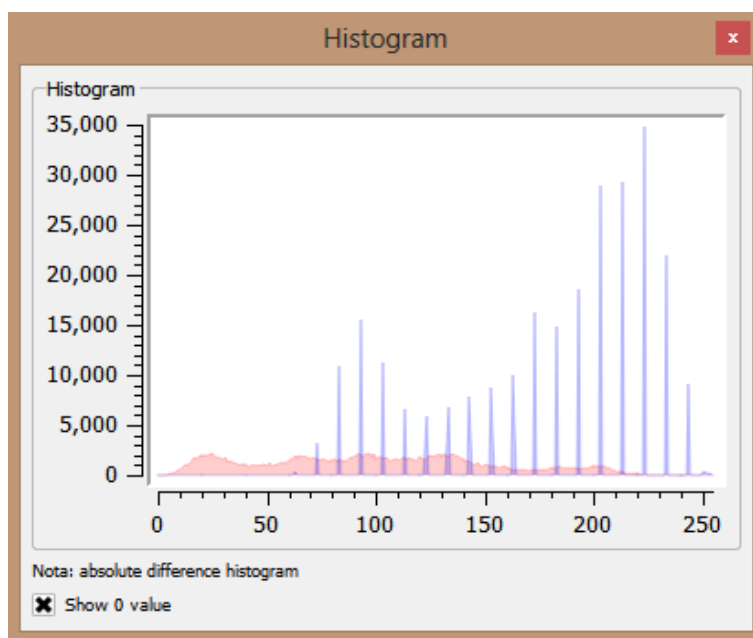 Histogram
x
Histogram
35,000
30,000
25,000
20,000
15,000
10,000
5,000
0
0 50 100 150 200 250
Nota: absolute difference histogram
Show 0 value